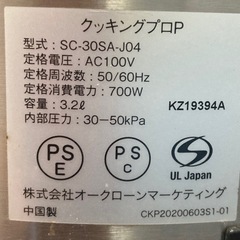 クッキングプロP
型式：SC-30SA-J04
定格電圧：AC100V
定格周波数：50/60Hz
定格消費電力：700W
容量：3.2ℓ
KZ19394A
内部圧力：30−50kPa
PS
E
PS
C
UL
UL Japan
株式会社オークローンマーケティング
中国製
CKP20200603S1-01